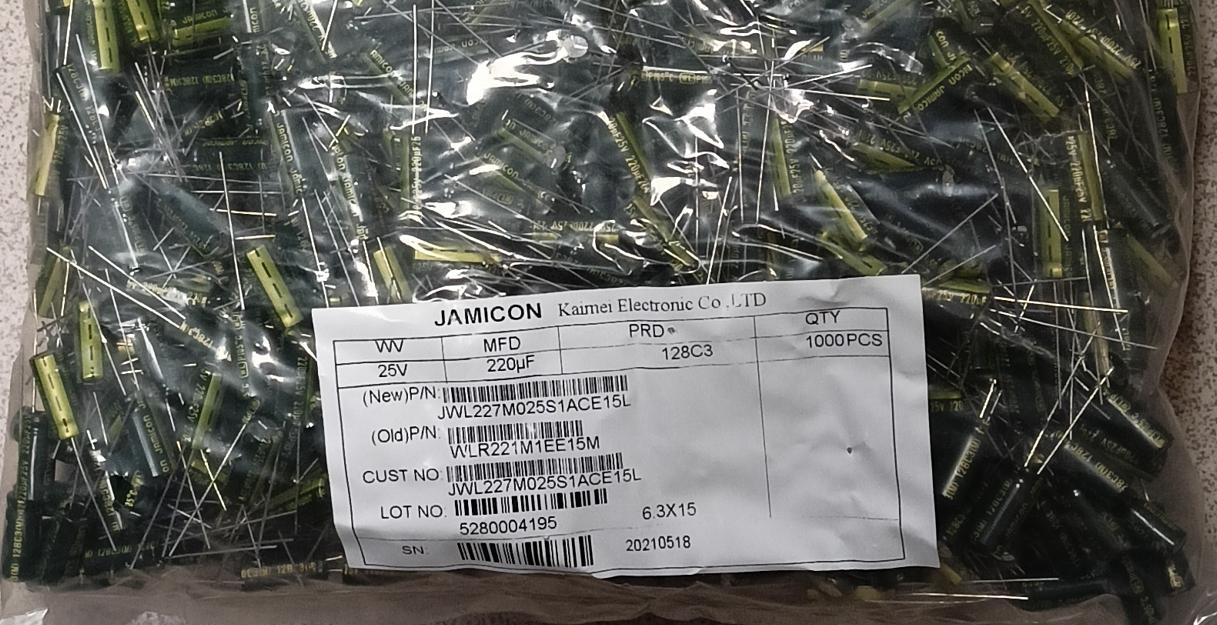 JAMICON Kaimei Electronic Co .LTD
WV MFD PRD QTY
25V 220µF 128C3 1000PCS
(New)P/N:
JWL227M025S1ACE15L
(Old)P/N:
WLR221M1EE15M
CUST NO:
JWL227M025S1ACE15L
LOT NO:
5280004195 6.3X15
SN: 20210518